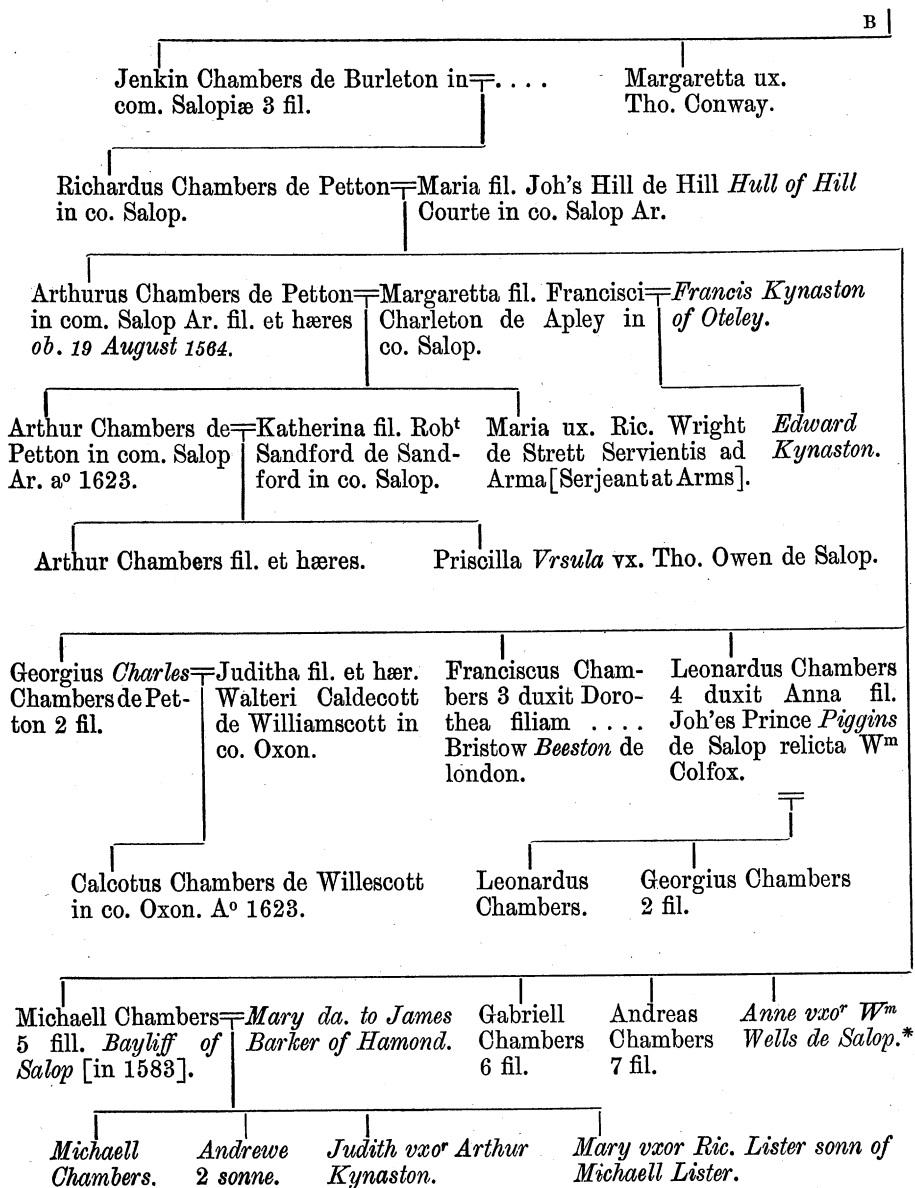 B
Jenkin Chambers de Burleton in=. . . .
com. Salopiæ 3 fil.
Margaretta ux.
Tho. Conway.
Richardus Chambers de Petton=Maria fil. Joh's Hill de Hill Hull of Hill
in co. Salop.
Courte in co. Salop Ar.
Arthurus Chambers de Petton=Margaretta fil. Francisci=Francis Kynaston
in com. Salop Ar. fil. et hæres
ob. 19 August 1564.
Charleton de Apley in
co. Salop.
of Oteley.
Arthur Chambers de=Katherina fil. Robᵗ
Petton in com. Salop
Ar. aº 1623.
Sandford de Sand-
ford in co. Salop.
Maria ux. Ric. Wright
de Strett Servientis ad
Arma [Serjeant at Arms].
Edward
Kynaston.
Arthur Chambers fil. et hæres.
Priscilla Vrsula vx. Tho. Owen de Salop.
Georgius Charles=Juditha fil. et hær.
Chambers de Pet-
ton 2 fil.
Walteri Caldecott
de Williamscott in
co. Oxon.
Franciscus Cham-
bers 3 duxit Doro-
thea filiam . . . .
Bristow Beeston de
london.
Leonardus Chambers
4 duxit Anna fil.
Joh'es Prince Piggins
de Salop relicta Wᵐ
Colfox.
Calcotus Chambers de Willescott
in co. Oxon. Aº 1623.
Leonardus
Chambers.
Georgius Chambers
2 fil.
Michaell Chambers=Mary da. to James
5 fill. Bayliff of
Salop [in 1583].
Barker of Hamond.
Gabriell
Chambers
6 fil.
Andreas
Chambers
7 fil.
Anne vxoʳ Wᵐ
Wells de Salop.*
Michaell
Chambers.
Andrewe
2 sonne.
Judith vxoʳ Arthur
Kynaston.
Mary vxor Ric. Lister sonn of
Michaell Lister.